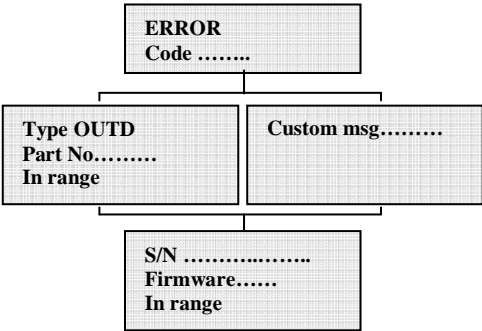 ERROR
Code ……..
Type OUTD
Part No………
In range
Custom msg………
S/N ………...……..
Firmware……
In range